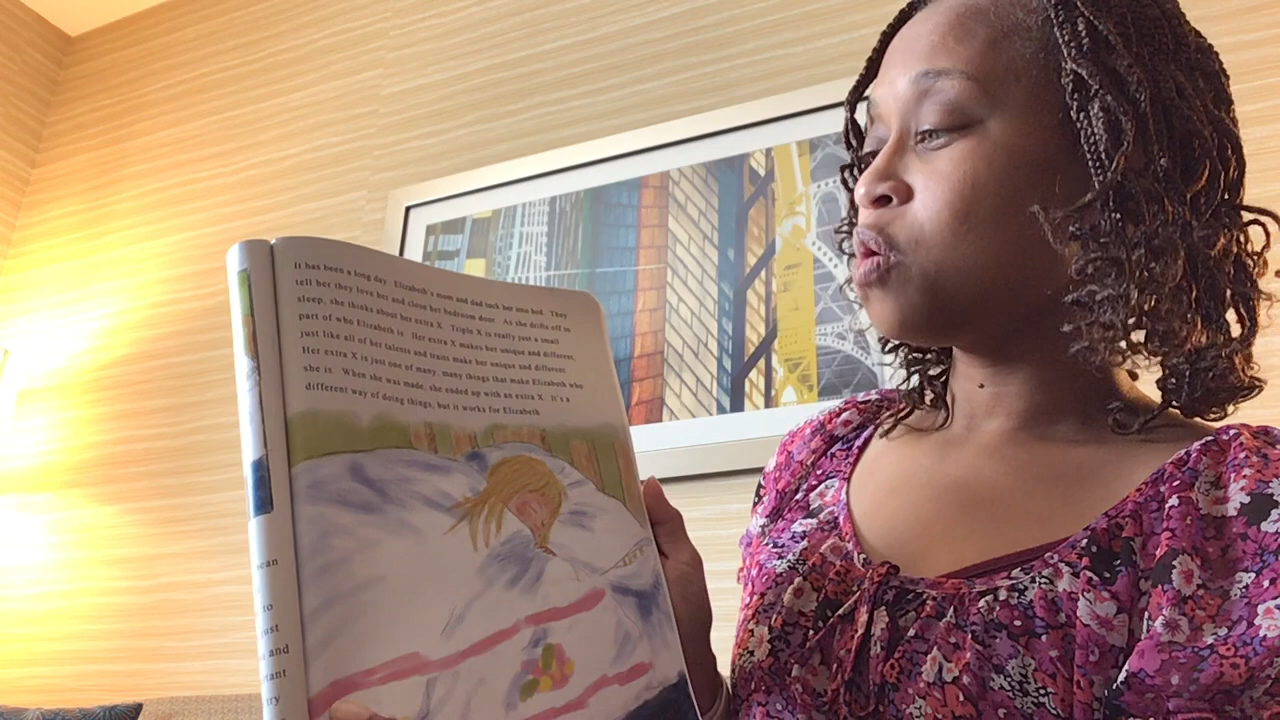 It has been a long day. Elizabeth's mom and dad tuck her into bed. They
tell her they love her and close her bedroom door. As she drifts off to
sleep, she thinks about her extra X. Triple X is really just a small
part of who Elizabeth is. Her extra X makes her unique and different,
just like all of her talents and traits make her unique and different.
Her extra X is just one of many, many things that make Elizabeth who
she is. When she was made, she ended up with an extra X. It's a
different way of doing things, but it works for Elizabeth.
to
and